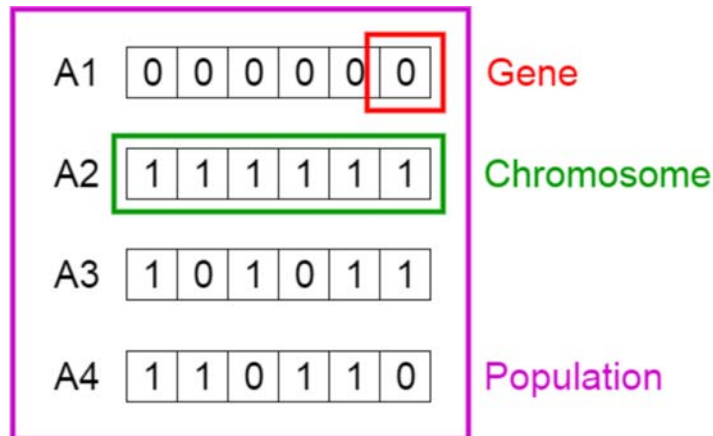 A1 0 0 0 0 0 0 Gene
A2 1 1 1 1 1 1 Chromosome
A3 1 0 1 0 1 1
A4 1 1 0 1 1 0 Population